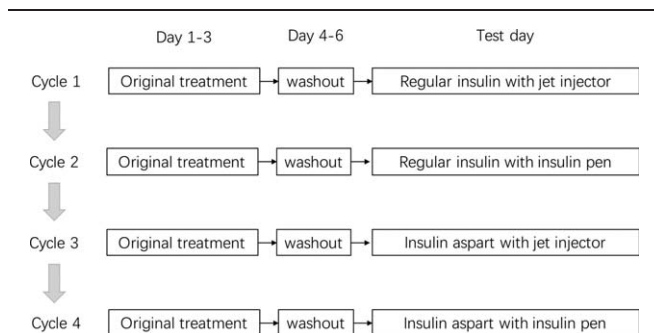 Day 1-3 Day 4-6 Test day
Cycle 1 Original treatment washout Regular insulin with jet injector
Cycle 2 Original treatment washout Regular insulin with insulin pen
Cycle 3 Original treatment washout Insulin aspart with jet injector
Cycle 4 Original treatment washout Insulin aspart with insulin pen